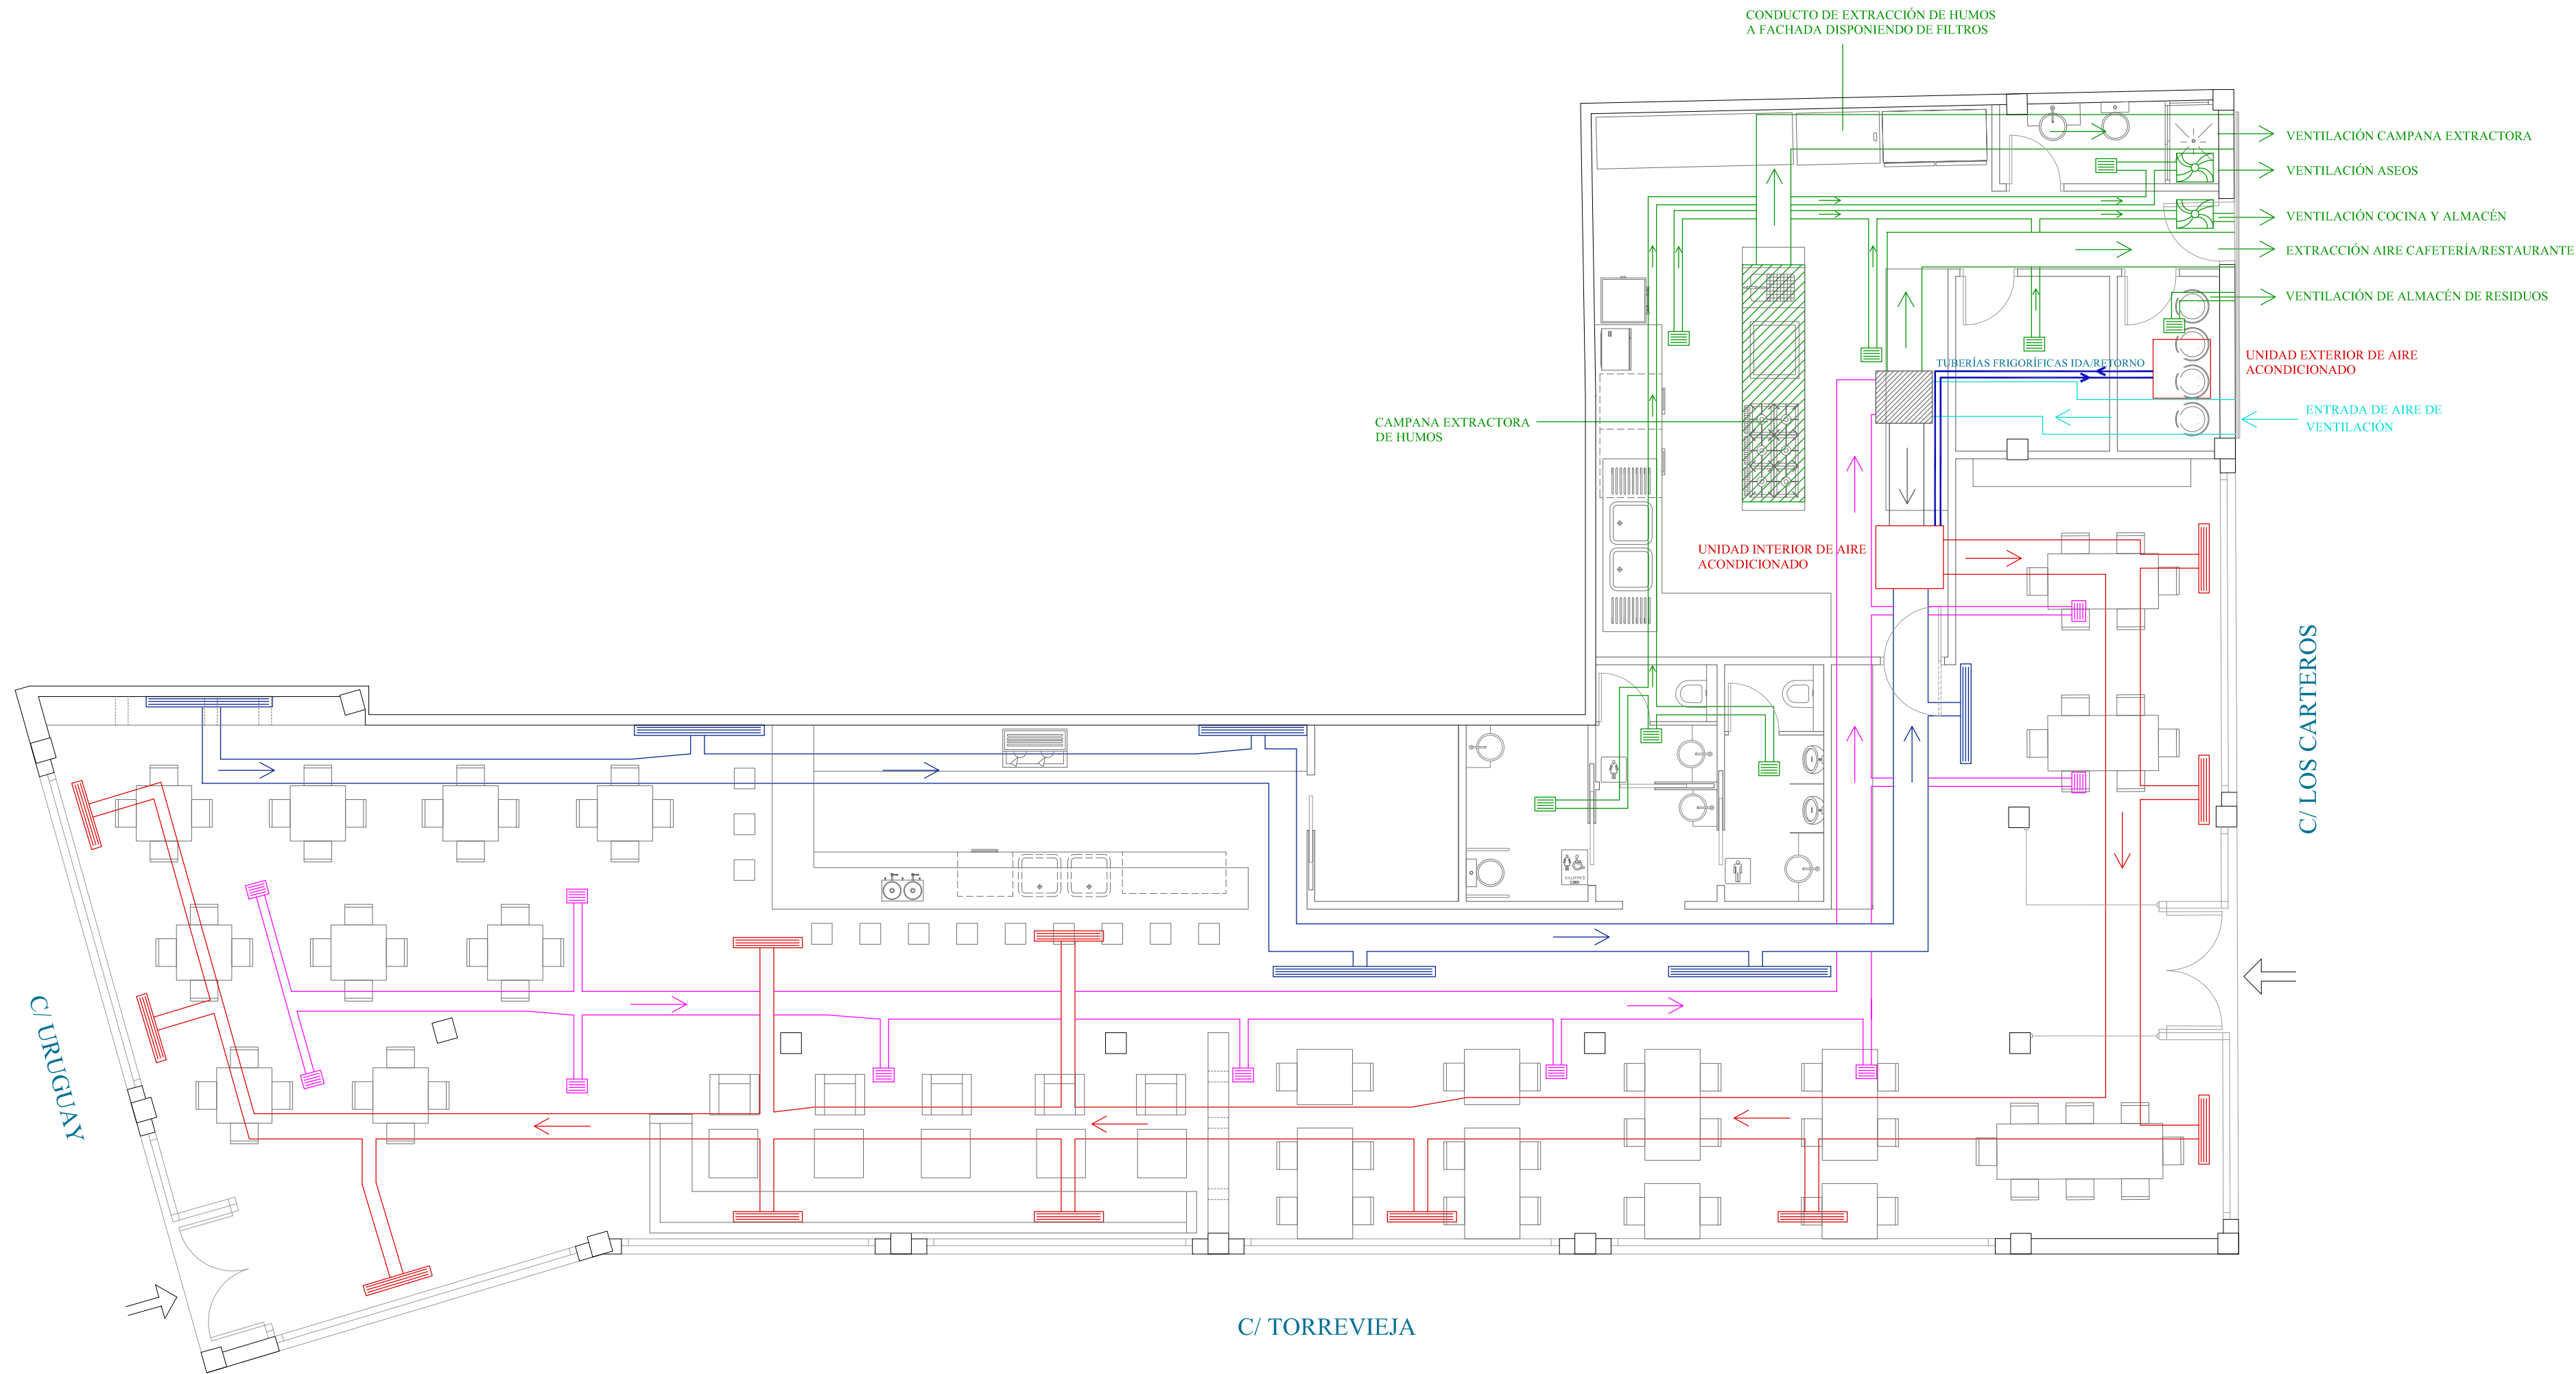 CONDUCTO DE EXTRACCIÓN DE HUMOS
A FACHADA DISPONIENDO DE FILTROS
VENTILACIÓN CAMPANA EXTRACTORA
VENTILACIÓN ASEOS
VENTILACIÓN COCINA Y ALMACÉN
EXTRACCIÓN AIRE CAFETERÍA/RESTAURANTE
VENTILACIÓN DE ALMACÉN DE RESIDUOS
TUBERÍAS FRIGORÍFICAS IDA/RETORNO
UNIDAD EXTERIOR DE AIRE
ACONDICIONADO
ENTRADA DE AIRE DE
VENTILACIÓN
CAMPANA EXTRACTORA
DE HUMOS
UNIDAD INTERIOR DE AIRE
ACONDICIONADO
C/ LOS CARTEROS
C/ URUGUAY
C/ TORREVIEJA